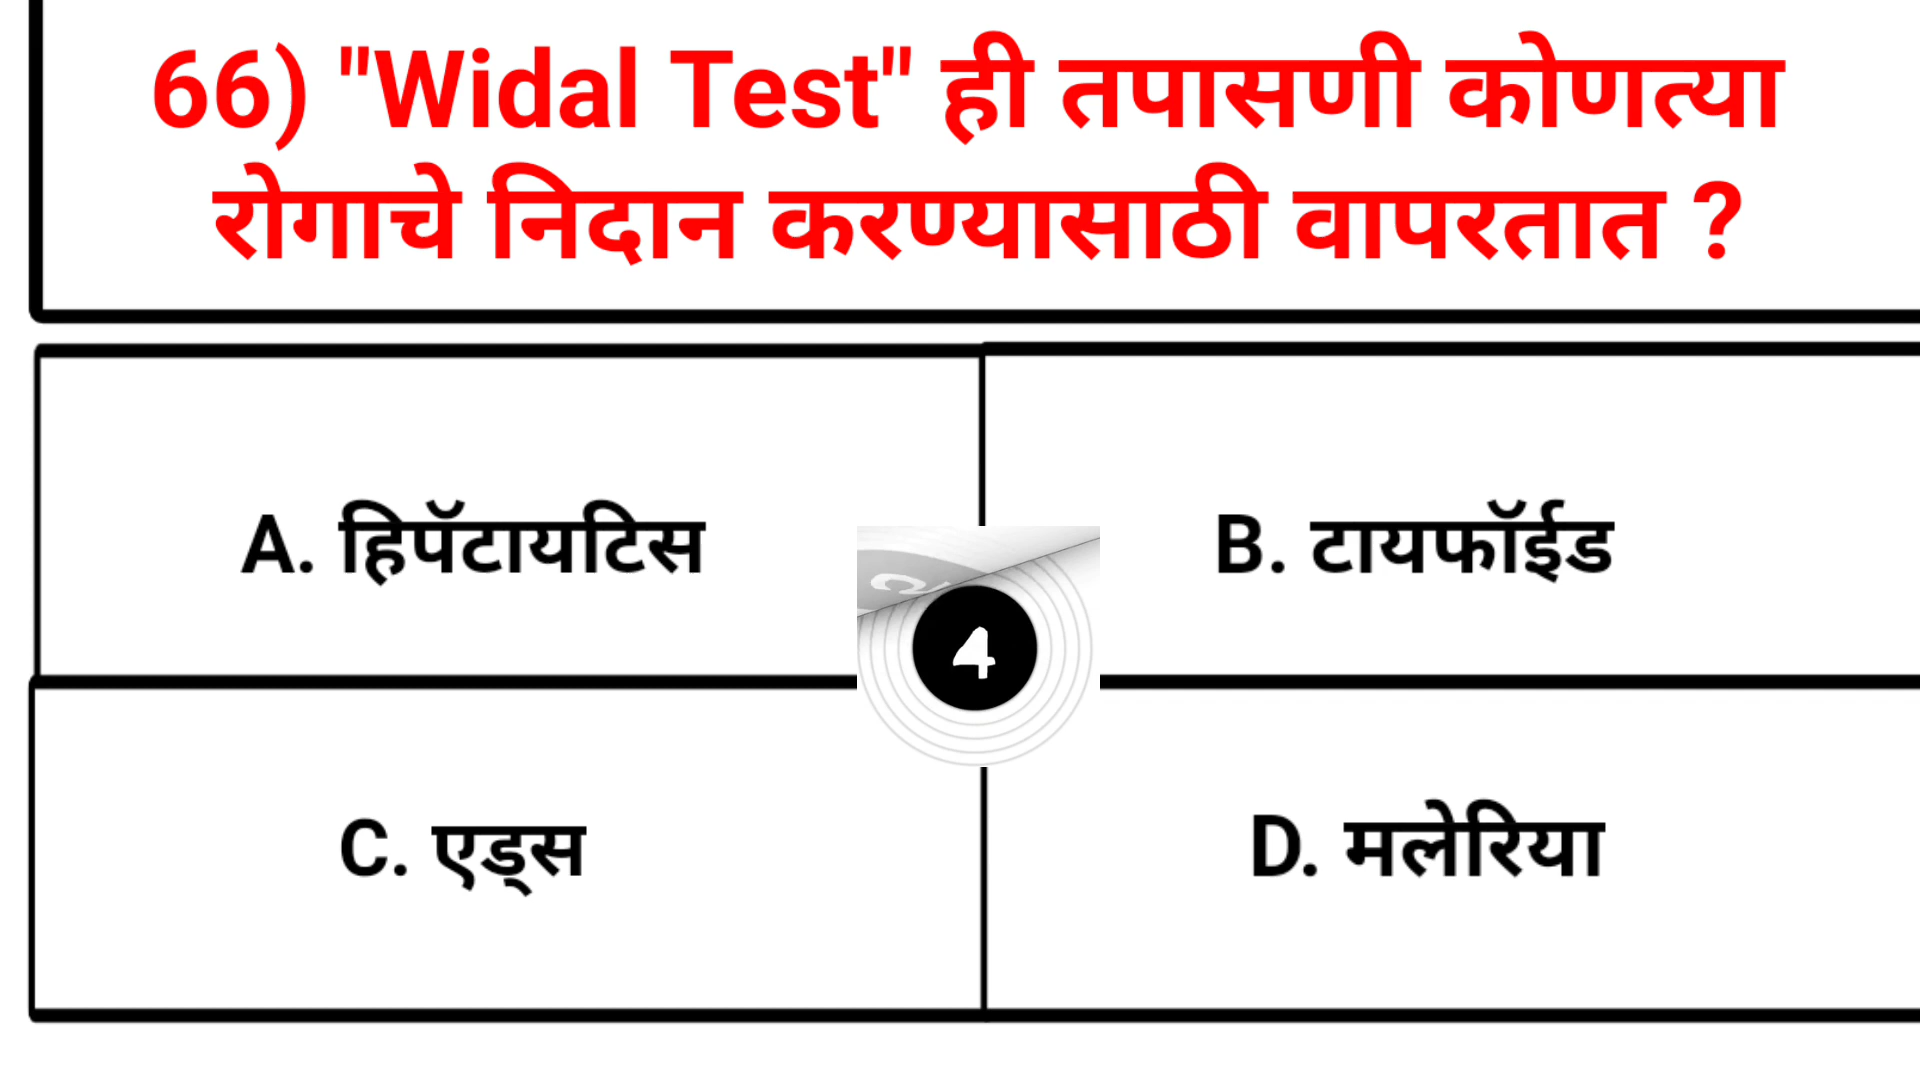 66) "Widal Test" ही तपासणी कोणत्या
रोगाचे निदान करण्यासाठी वापरतात ?
A. हिपॅटायटिस
B. टायफॉईड
4
C. एड्स
D. मलेरिया